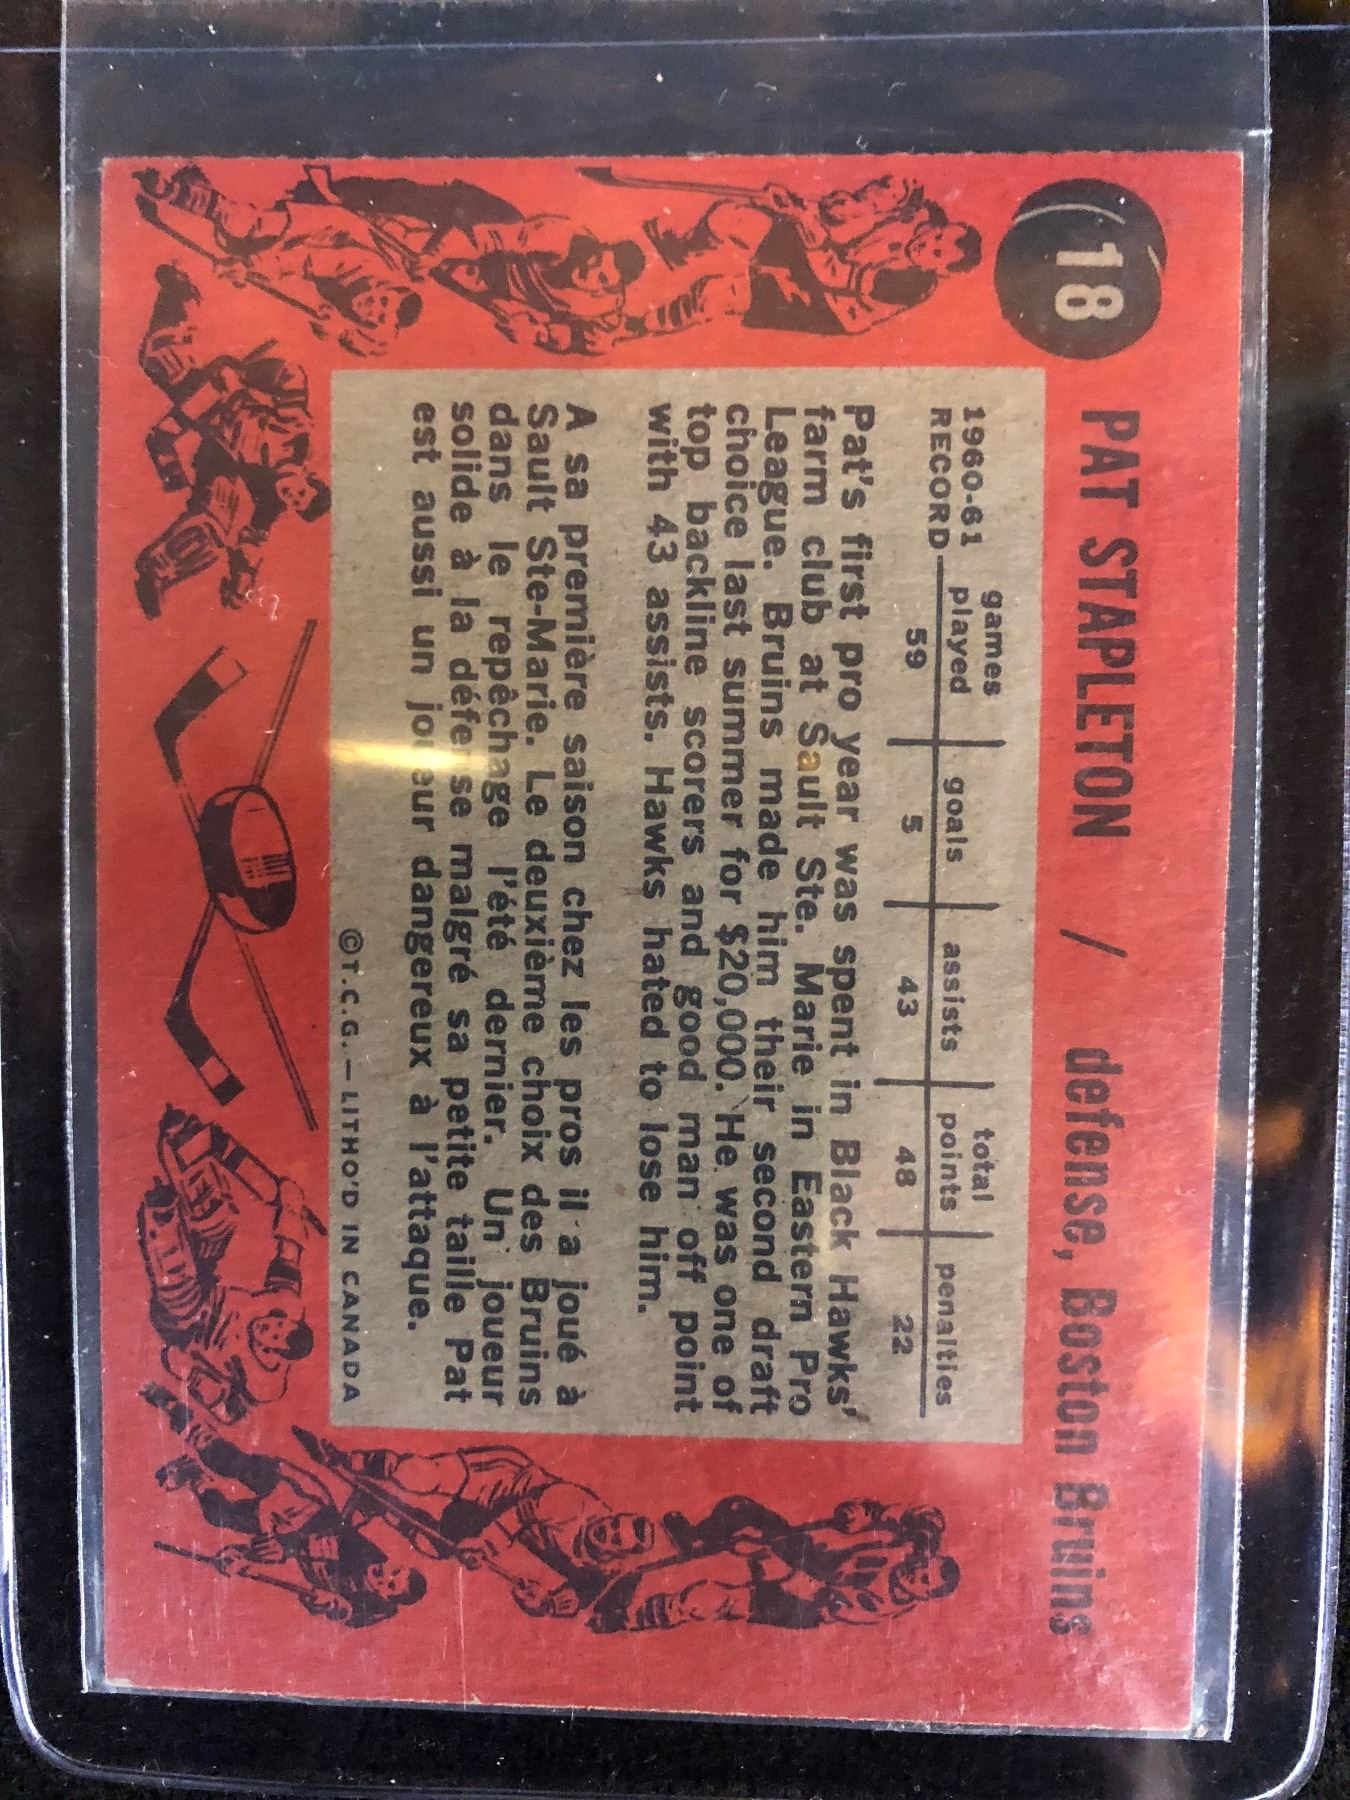 18
PAT STAPLETON / defense, Boston Bruins
1960-61 games total
RECORD played goals assists points penalties
59 5 43 48 22
Pat's first pro year was spent in Black Hawks'
farm club at Sault Ste. Marie in Eastern Pro
League. Bruins made him their second draft
choice last summer for $20,000. He was one of
top backline scorers and good man off point
with 43 assists. Hawks hated to lose him.
A sa première saison chez les pros il a joué à
Sault Ste-Marie. Le deuxième choix des Bruins
dans le repêchage l'été dernier. Un joueur
solide à la défense malgré sa petite taille Pat
est aussi un joueur dangereux à l'attaque.
©T.C.G.—LITHO'D IN CANADA